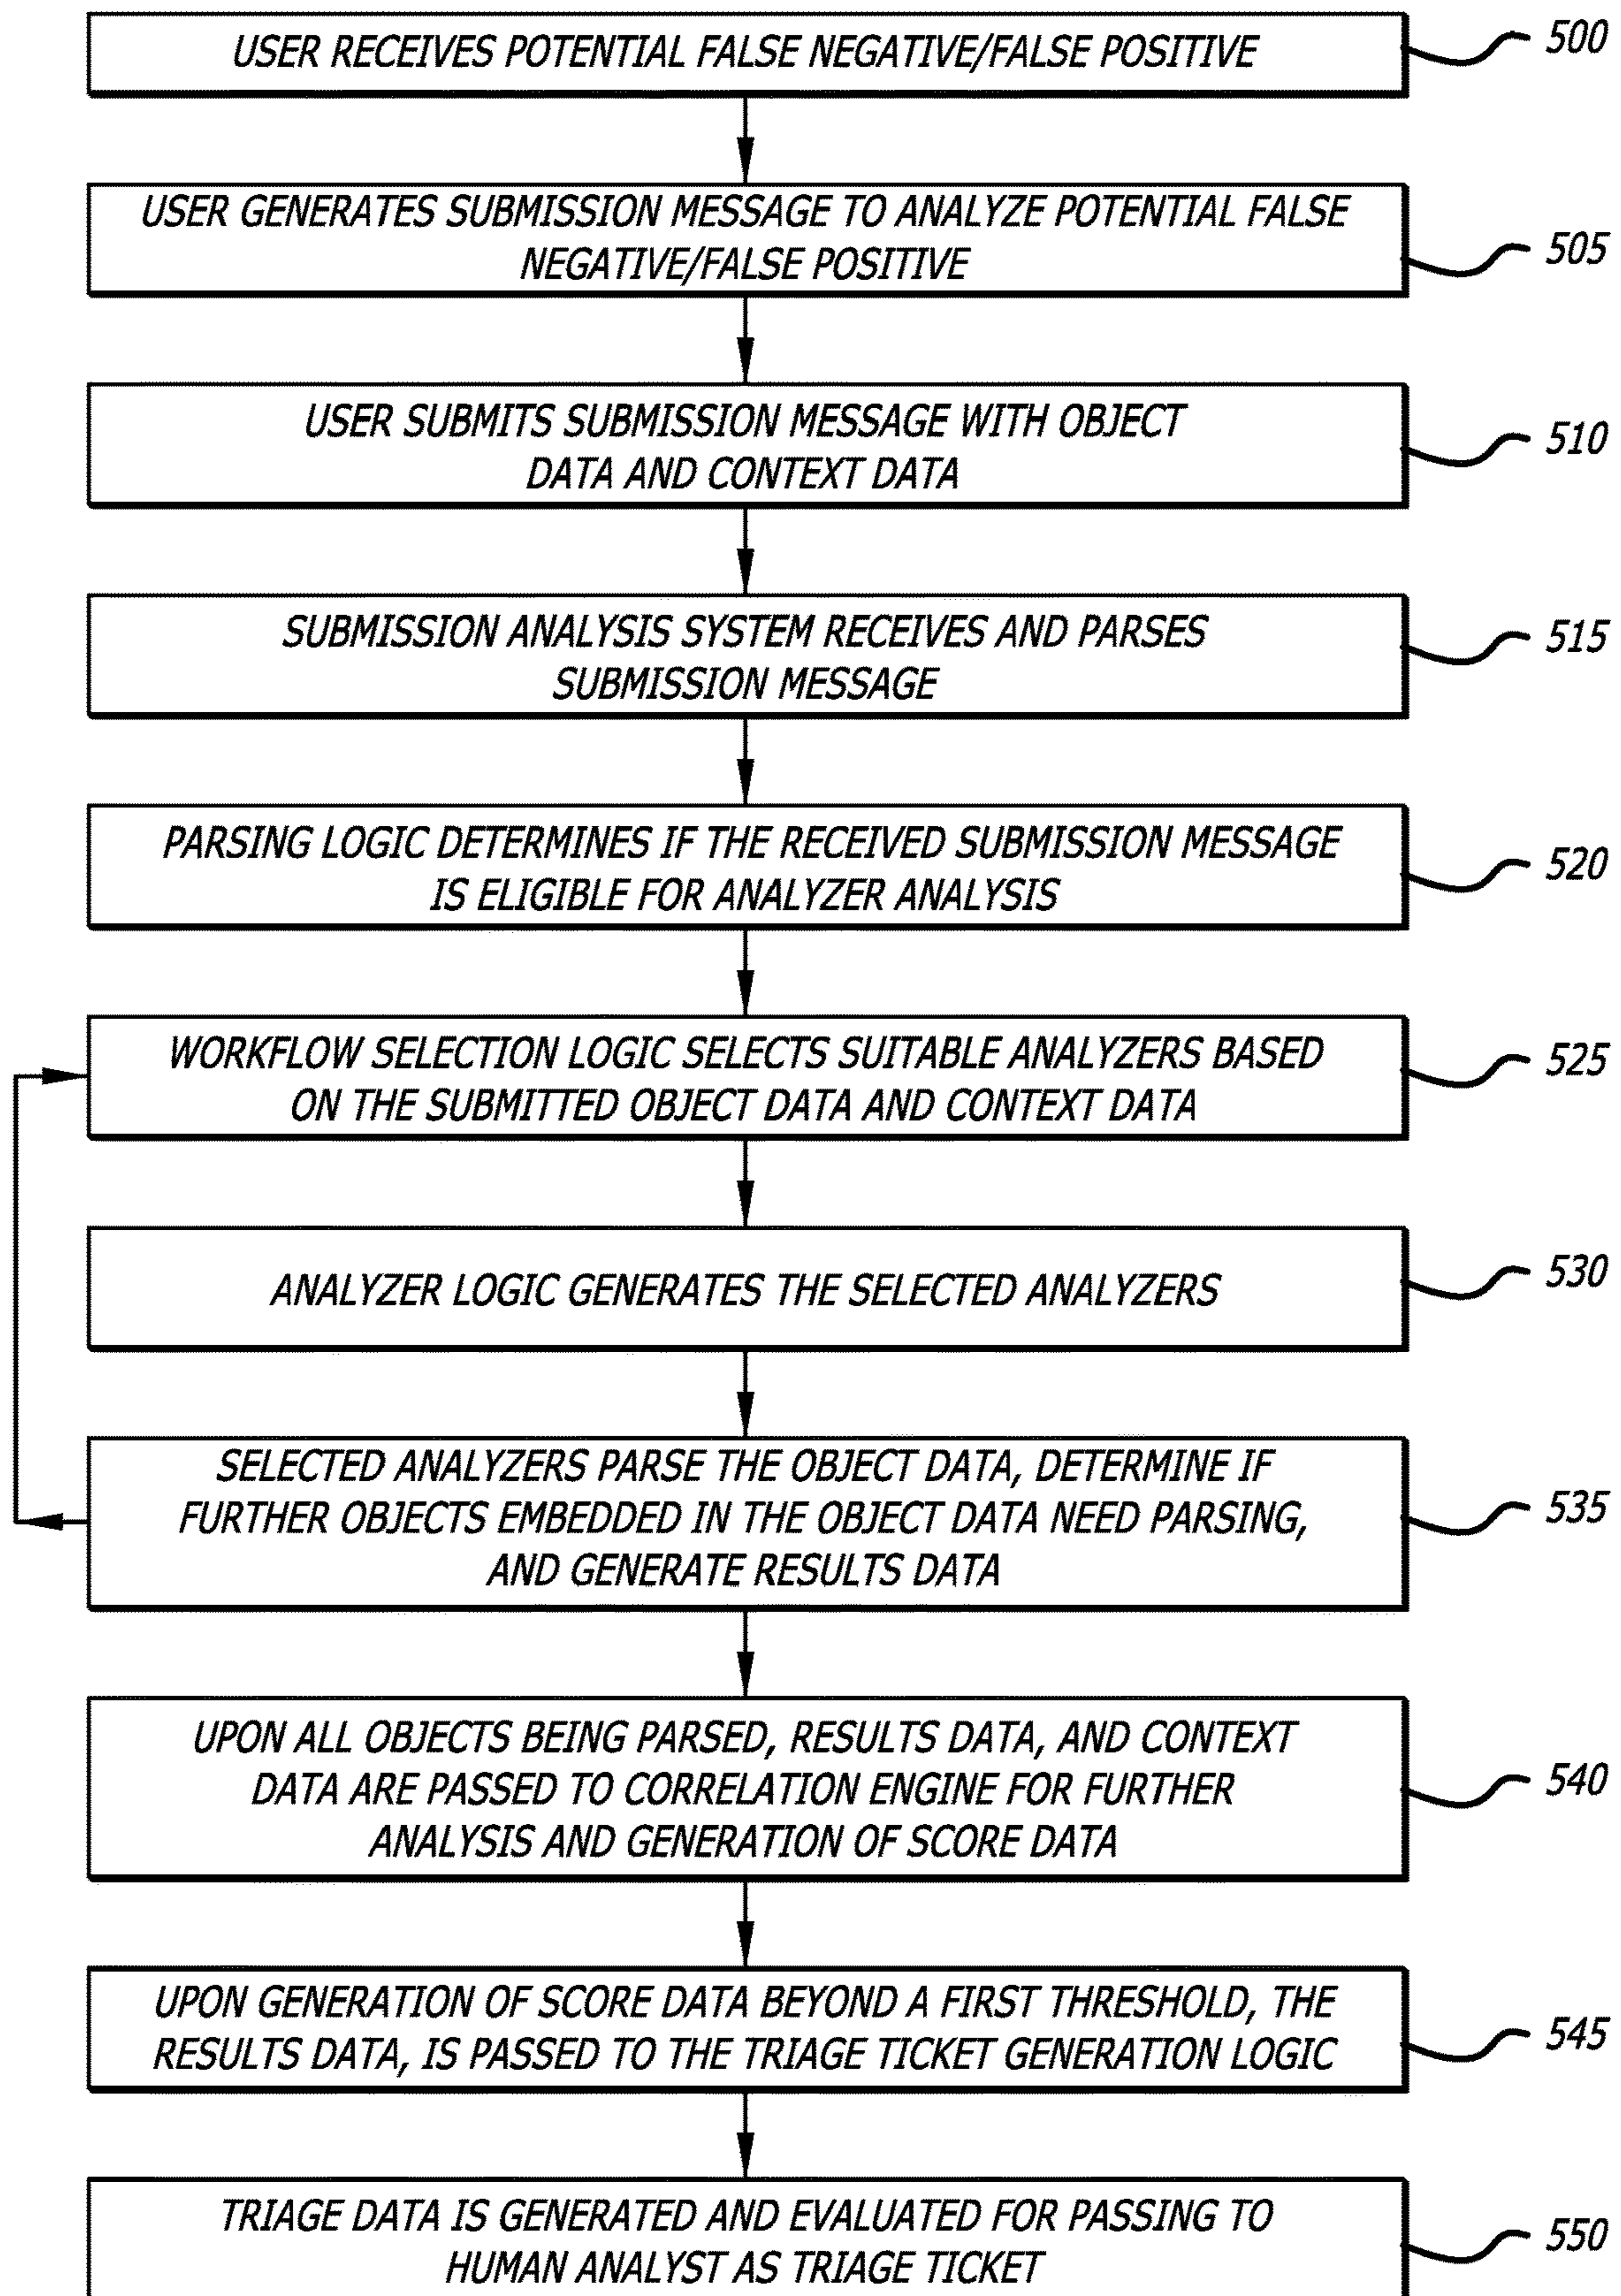 USER RECEIVES POTENTIAL FALSE NEGATIVE/FALSE POSITIVE
500
USER GENERATES SUBMISSION MESSAGE TO ANALYZE POTENTIAL FALSE
NEGATIVE/FALSE POSITIVE
505
USER SUBMITS SUBMISSION MESSAGE WITH OBJECT
DATA AND CONTEXT DATA
510
SUBMISSION ANALYSIS SYSTEM RECEIVES AND PARSES
SUBMISSION MESSAGE
515
PARSING LOGIC DETERMINES IF THE RECEIVED SUBMISSION MESSAGE
IS ELIGIBLE FOR ANALYZER ANALYSIS
520
WORKFLOW SELECTION LOGIC SELECTS SUITABLE ANALYZERS BASED
ON THE SUBMITTED OBJECT DATA AND CONTEXT DATA
525
ANALYZER LOGIC GENERATES THE SELECTED ANALYZERS
530
SELECTED ANALYZERS PARSE THE OBJECT DATA, DETERMINE IF
FURTHER OBJECTS EMBEDDED IN THE OBJECT DATA NEED PARSING,
AND GENERATE RESULTS DATA
535
UPON ALL OBJECTS BEING PARSED, RESULTS DATA, AND CONTEXT
DATA ARE PASSED TO CORRELATION ENGINE FOR FURTHER
ANALYSIS AND GENERATION OF SCORE DATA
540
UPON GENERATION OF SCORE DATA BEYOND A FIRST THRESHOLD, THE
RESULTS DATA, IS PASSED TO THE TRIAGE TICKET GENERATION LOGIC
545
TRIAGE DATA IS GENERATED AND EVALUATED FOR PASSING TO
HUMAN ANALYST AS TRIAGE TICKET
550